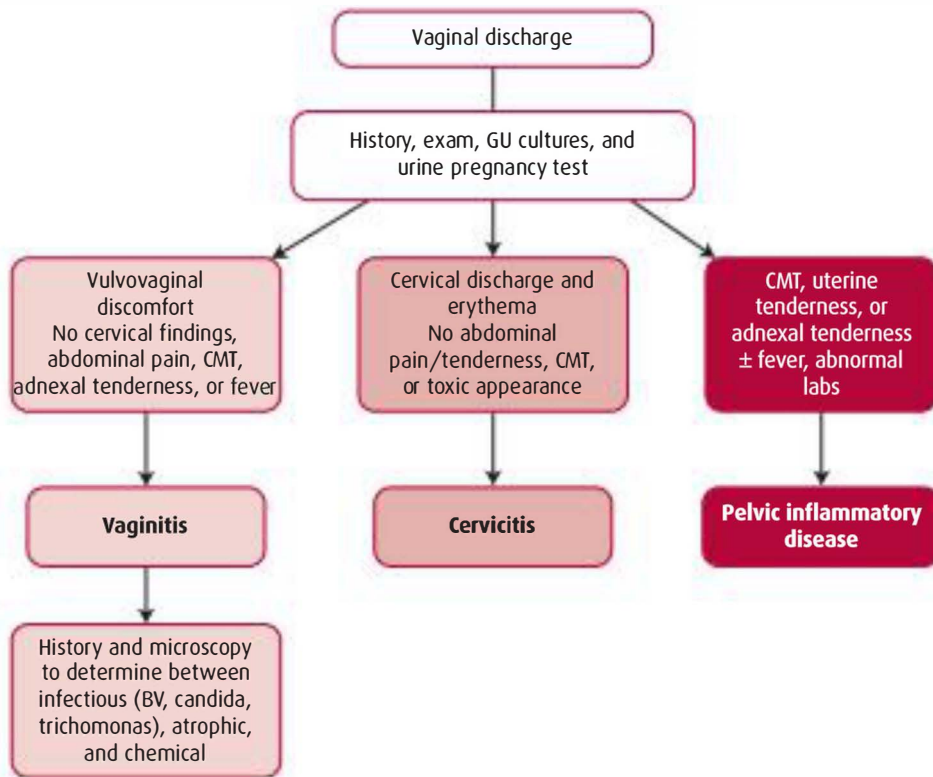 Vaginal discharge
History, exam, GU cultures, and
urine pregnancy test
Vulvovaginal
discomfort
No cervical findings,
abdominal pain, CMT,
adnexal tenderness, or fever
Cervical discharge and
erythema
No abdominal
pain/tenderness, CMT,
or toxic appearance
CMT, uterine
tenderness, or
adnexal tenderness
± fever, abnormal
labs
Vaginitis
Cervicitis
Pelvic inflammatory
disease
History and microscopy
to determine between
infectious (BV, candida,
trichomonas), atrophic,
and chemical